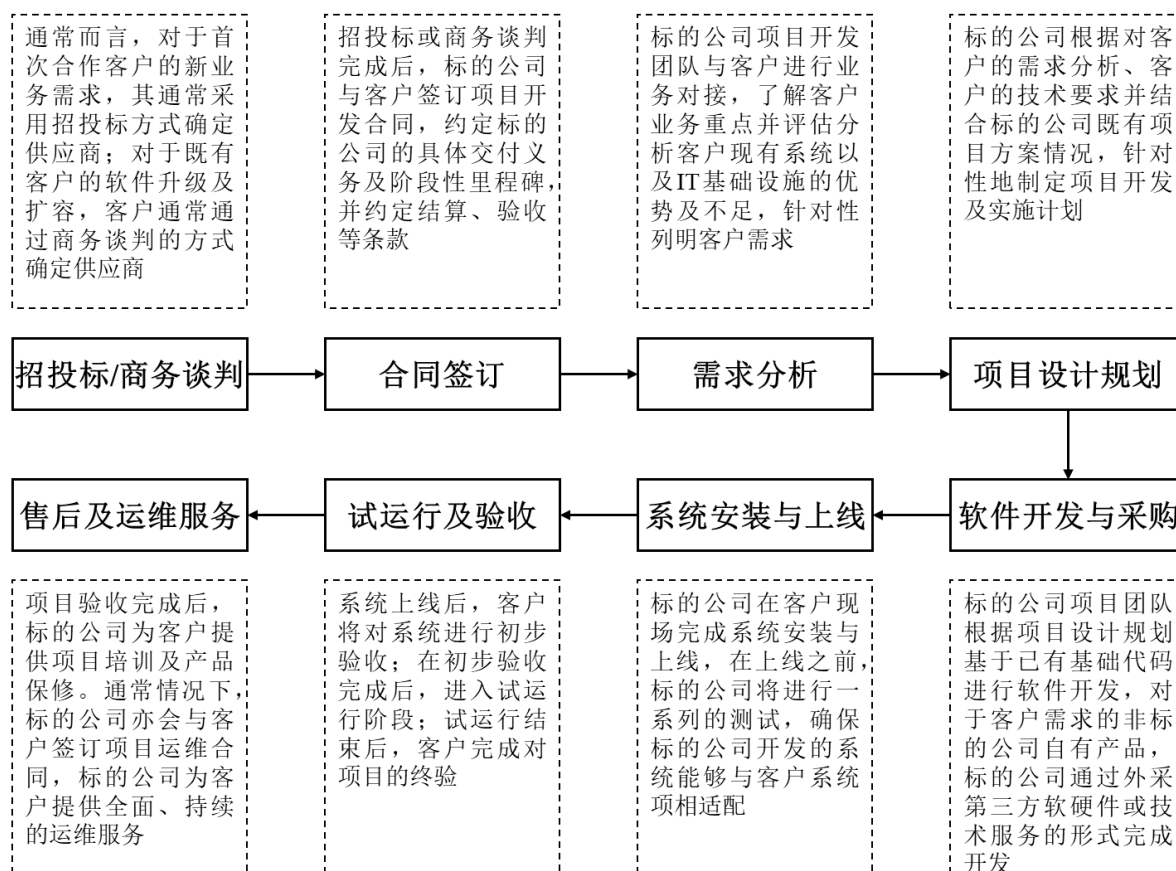 通常而言，对于首
次合作客户的新业
务需求，其通常采
用招投标方式确定
供应商；对于既有
客户的软件升级及
扩容，客户通常通
过商务谈判的方式
确定供应商
招投标或商务谈判
完成后，标的公司
与客户签订项目开
发合同，约定标的
公司的具体交付义
务及阶段性里程碑，
并约定结算、验收
等条款
标的公司项目开发
团队与客户进行业
务对接，了解客户
业务重点并评估分
析客户现有系统以
及IT基础设施的优
势及不足，针对性
列明客户需求
标的公司根据对客
户的需求分析、客
户的技术要求并结
合标的公司既有项
目方案情况，针对
性地制定项目开发
及实施计划
招投标/商务谈判
合同签订
需求分析
项目设计规划
售后及运维服务
试运行及验收
系统安装与上线
软件开发与采购
项目验收完成后，
标的公司为客户提
供项目培训及产品
保修。通常情况下，
标的公司亦会与客
户签订项目运维合
同，标的公司为客
户提供全面、持续
的运维服务
系统上线后，客户
将对系统进行初步
验收；在初步验收
完成后，进入试运
行阶段；试运行结
束后，客户完成对
项目的终验
标的公司在客户现
场完成系统安装与
上线，在上线之前，
标的公司将进行一
系列的测试，确保
标的公司开发的系
统能够与客户系统
项相适配
标的公司项目团队
根据项目设计规划
基于已有基础代码
进行软件开发，对
于客户需求的非标
的公司自有产品，
标的公司通过外采
第三方软硬件或技
术服务的形式完成
开发